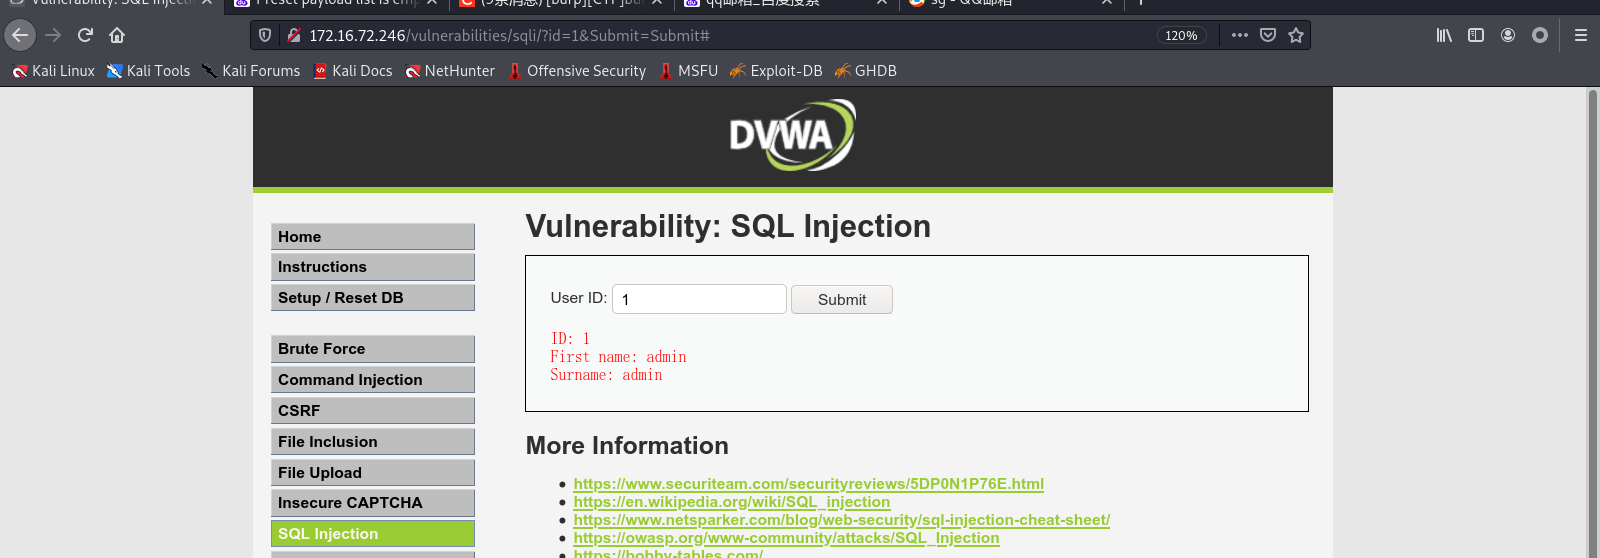 Vulnerability: SQL Injecti
Preset payload list is emp
(5条消息) [burp][CTF]bur
qq邮箱_百度搜索
sg - QQ邮箱
172.16.72.246/vulnerabilities/sqli/?id=1&Submit=Submit#
120%
Kali Linux
Kali Tools
Kali Forums
Kali Docs
NetHunter
Offensive Security
MSFU
Exploit-DB
GHDB
DVWA
Home
Instructions
Setup / Reset DB
Brute Force
Command Injection
CSRF
File Inclusion
File Upload
Insecure CAPTCHA
SQL Injection
Vulnerability: SQL Injection
User ID: 1 Submit
ID: 1
First name: admin
Surname: admin
More Information
https://www.securiteam.com/securityreviews/5DP0N1P76E.html
https://en.wikipedia.org/wiki/SQL_injection
https://www.netsparker.com/blog/web-security/sql-injection-cheat-sheet/
https://owasp.org/www-community/attacks/SQL_Injection
https://bobby-tables.com/